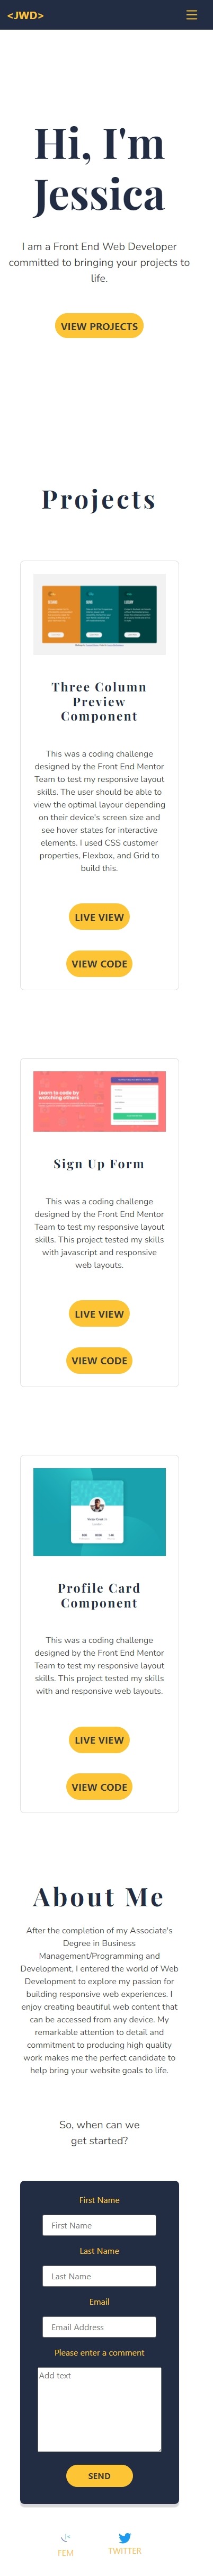 <JWD>
Hi, I'm
Jessica
I am a Front End Web Developer
committed to bringing your projects to
life.
VIEW PROJECTS
Projects
Three Column
Preview
Component
This was a coding challenge
designed by the Front End Mentor
Team to test my responsive layout
skills. The user should be able to
view the optimal layour depending
on their device's screen size and
see hover states for interactive
elements. I used CSS customer
properties, Flexbox, and Grid to
build this.
LIVE VIEW
VIEW CODE
Learn to code by
watching others
Sign Up Form
This was a coding challenge
designed by the Front End Mentor
Team to test my responsive layout
skills. This project tested my skills
with javascript and responsive
web layouts.
LIVE VIEW
VIEW CODE
Profile Card
Component
This was a coding challenge
designed by the Front End Mentor
Team to test my responsive layout
skills. This project tested my skills
with and responsive web layouts.
LIVE VIEW
VIEW CODE
About Me
After the completion of my Associate's
Degree in Business
Management/Programming and
Development, I entered the world of Web
Development to explore my passion for
building responsive web experiences. I
enjoy creating beautiful web content that
can be accessed from any device. My
remarkable attention to detail and
commitment to producing high quality
work makes me the perfect candidate to
help bring your website goals to life.
So, when can we
get started?
First Name
First Name
Last Name
Last Name
Email
Email Address
Please enter a comment
Add text
SEND
FEM
TWITTER